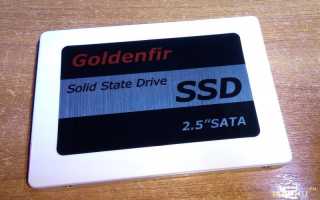 Goldenfir
Solid State Drive
SSD
2.5"SATA